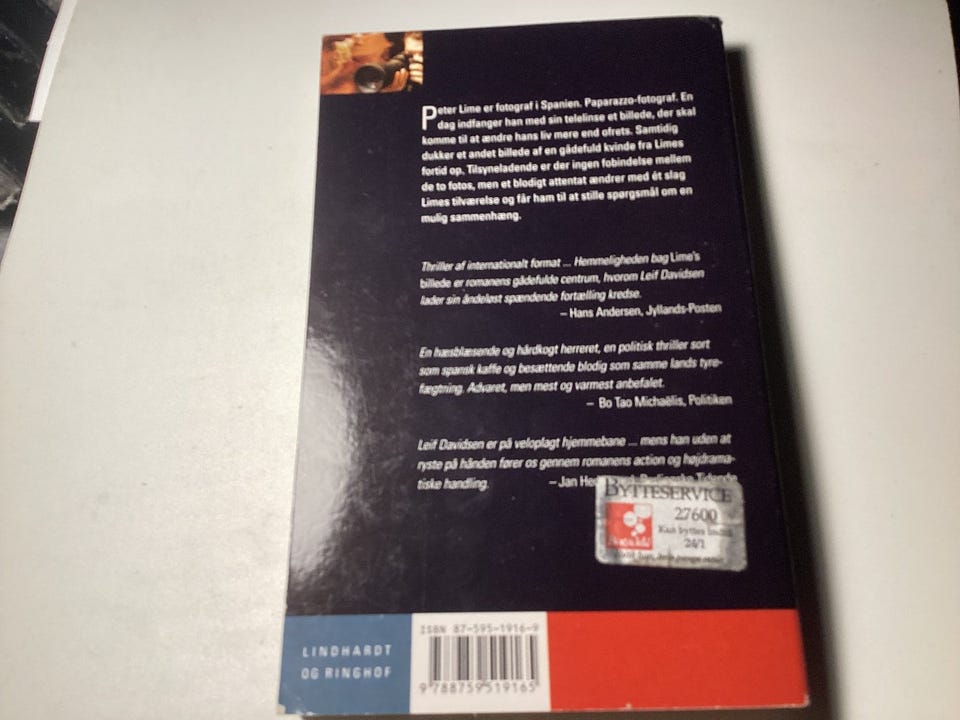 Peter Lime er fotograf i Spanien. Paparazzo-fotograf. En
dag indfanger han med sin telelinse et billede, der skal
komme til at ændre hans liv mere end ofrets. Samtidig
dukker et andet billede af en gådefuld kvinde fra Limes
fortid op. Tilsyneladende er der ingen fobindelse mellem
de to fotos, men et blodigt attentat ændrer med ét slag
Limes tilværelse og får ham til at stille spørgsmål om en
mulig sammenhæng.
Thriller af internationalt format ... Hemmeligheden bag Lime's
billede er romanens gådefulde centrum, hvorom Leif Davidsen
lader sin åndeløst spændende fortælling kredse.
– Hans Andersen, Jyllands-Posten
En hæsblæsende og hårdkogt herreret, en politisk thriller sort
som spansk kaffe og besættende blodig som samme lands tyre-
fægtning. Advaret, men mest og varmest anbefalet.
– Bo Tao Michaëlis, Politiken
Leif Davidsen er på veloplagt hjemmebane ... mens han uden at
ryste på hånden fører os gennem romanens action og højdrama-
tiske handling. – Jan
BYTTESERVICE
27600
Kan byttes indtil
24/1
ISBN 87-595-1916-9
LINDHARDT
OG RINGHOF
9 788759 519165